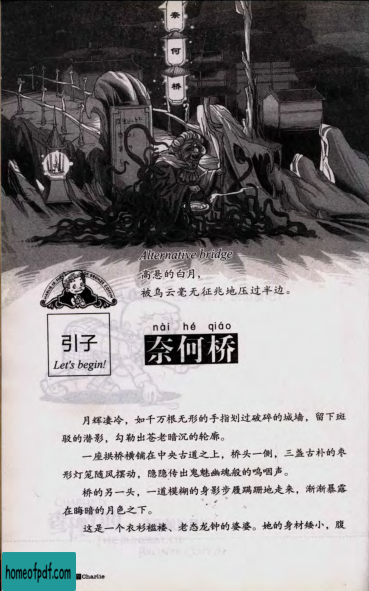 奈
何
桥
Alternative bridge
高悬的白月，
被乌云毫无征兆地压过半边。
引子
Let's begin!
nài hé qiáo
奈何桥
月辉凄冷，如千万根无形的手指划过破碎的城墙，留下斑
驳的潜影，勾勒出苍老暗沉的轮廓。
一座拱桥横铺在中央古道之上，桥头一侧，三盏古朴的枣
形灯笼随风摆动，隐隐传出鬼魅幽魂般的呜咽声。
桥的另一头，一道模糊的身影步履蹒跚地走来，渐渐暴露
在晦暗的月色之下。
这是一个衣衫褴褛、老态龙钟的婆婆。她的身材矮小，腹
Charlie
homeofpdf.com